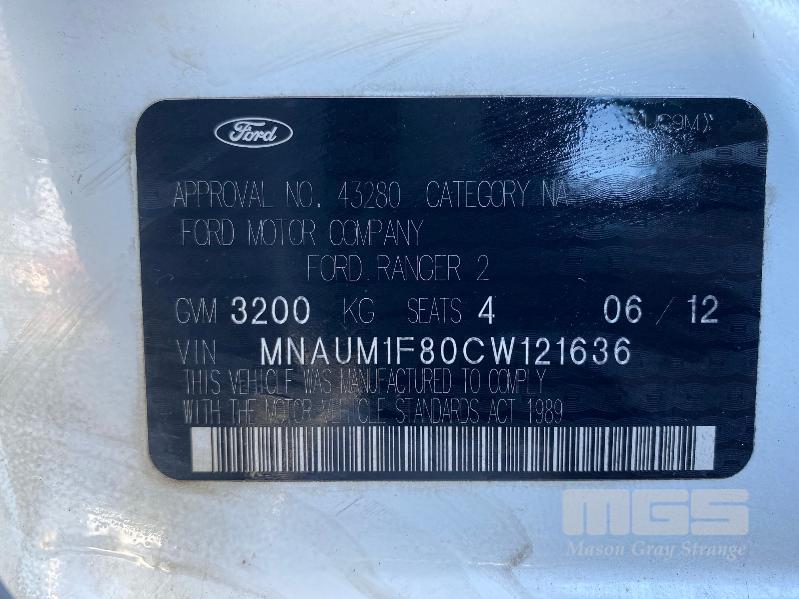 Ford
APPROVAL NO. 43280 CATEGORY NA
FORD MOTOR COMPANY
FORD RANGER 2
GVM 3200 KG SEATS 4 06 / 12
VIN MNAUM1F80CW121636
THIS VEHICLE WAS MANUFACTURED TO COMPLY
WITH THE MOTOR VEHICLE STANDARDS ACT 1989
MGS
Mason Gray Strange